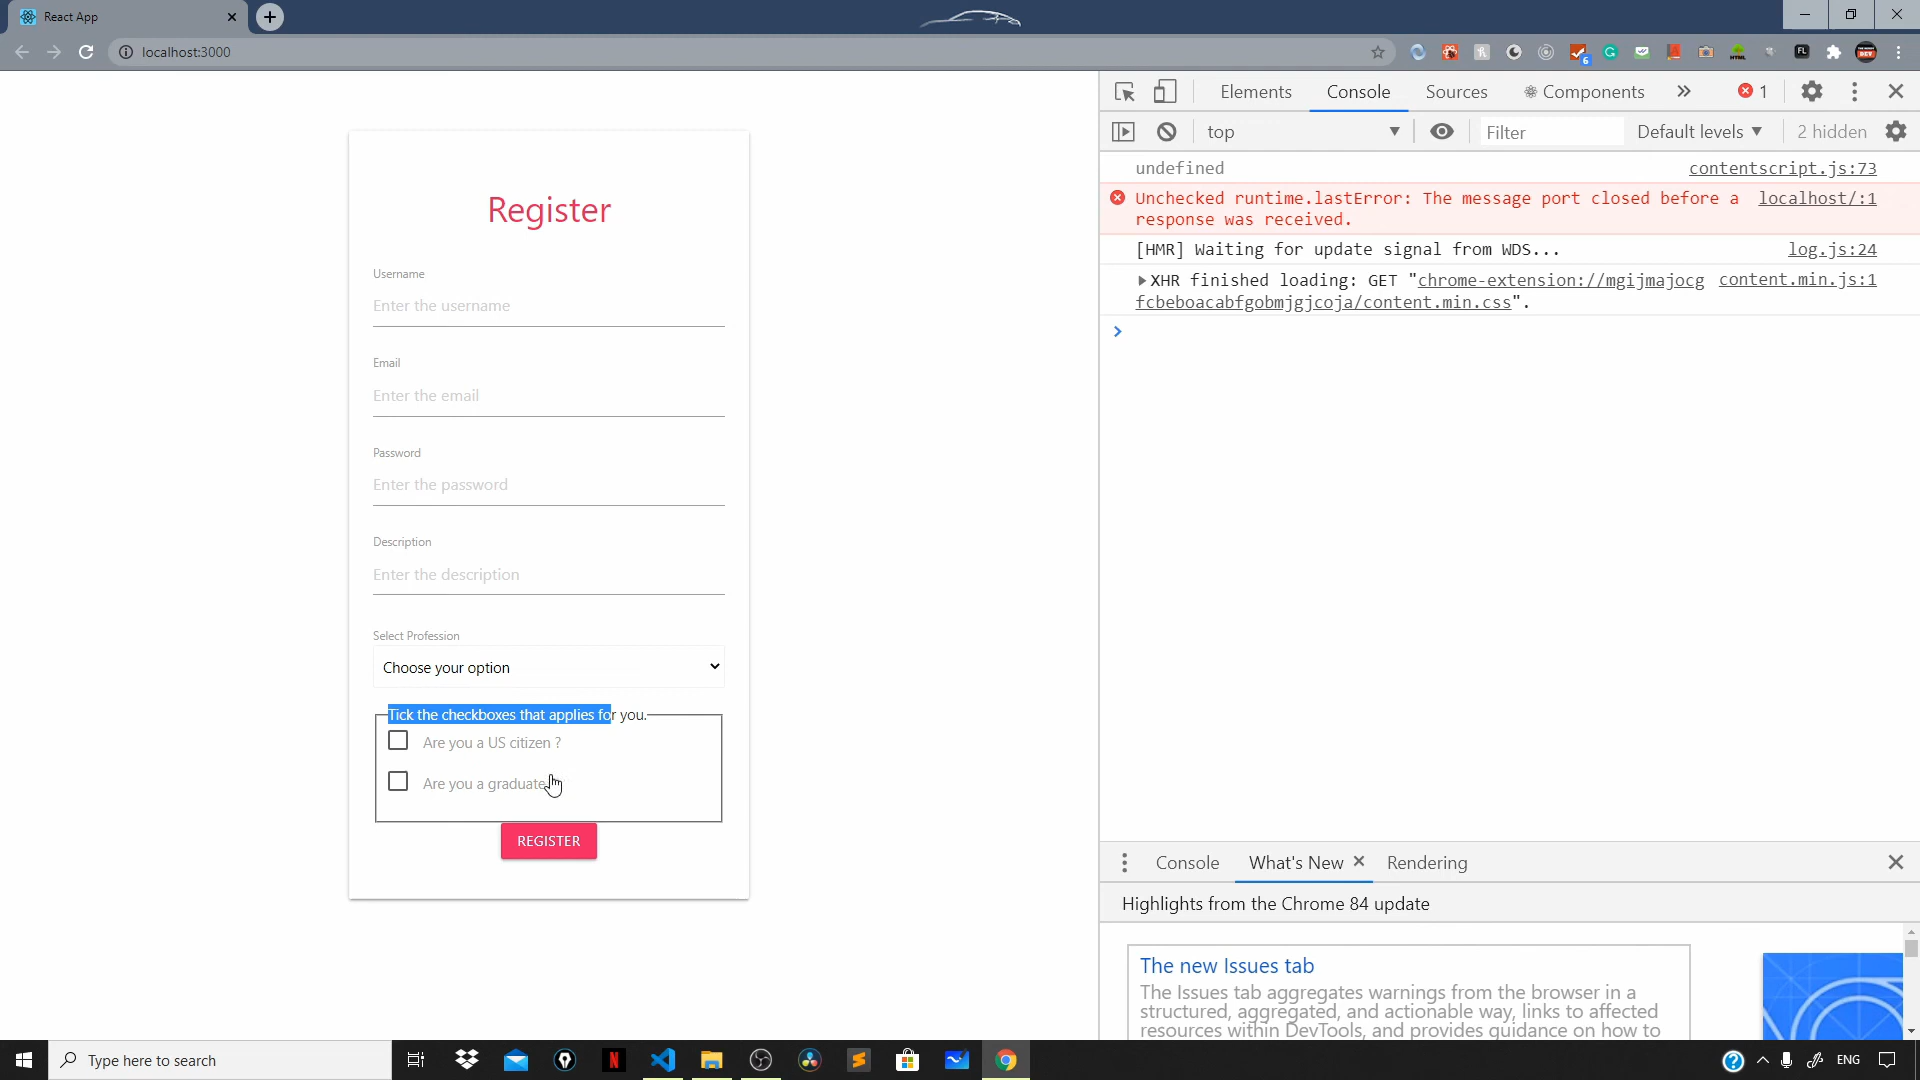 React App
localhost:3000
6
Register
Username
Enter the username
Email
Enter the email
Password
Enter the password
Description
Enter the description
Select Profession
Choose your option
Tick the checkboxes that applies for you.
Are you a US citizen ?
Are you a graduate
REGISTER
Elements
Console
Sources
Components
1
top
Filter
Default levels
2 hidden
undefined
contentscript.js:73
Unchecked runtime.lastError: The message port closed before a
localhost/:1
response was received.
[HMR] Waiting for update signal from WDS...
log.js:24
XHR finished loading: GET "chrome-extension://mgijmajocg
content.min.js:1
fcbeboacabfgobmjgjcoja/content.min.css".
Console
What's New
Rendering
Highlights from the Chrome 84 update
The new Issues tab
The Issues tab aggregates warnings from the browser in a
structured, aggregated, and actionable way, links to affected
resources within DevTools, and provides guidance on how to
Type here to search
ENG